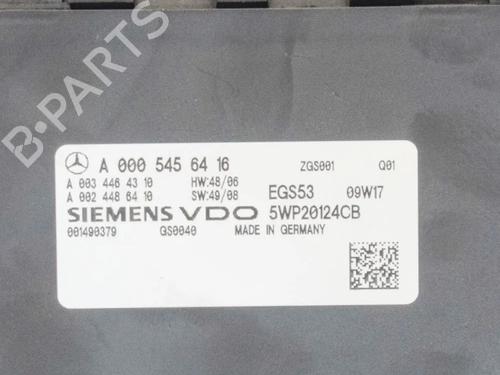 A 000 545 64 16 ZGS001 Q01
A 003 446 43 10 HW:48/06 EGS53 09W17
A 002 448 64 10 SW:49/08
SIEMENS VDO 5WP20124CB
001490379 GS0040 MADE IN GERMANY
B-PARTS